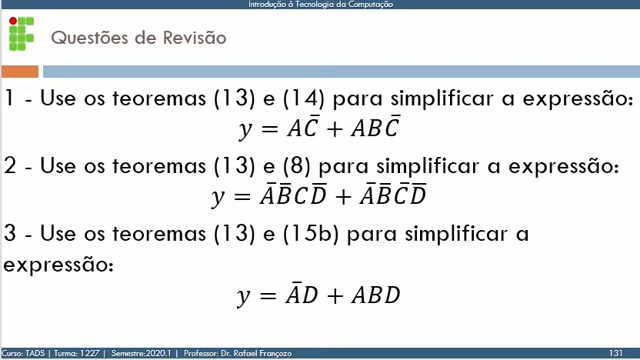 Introdução à Tecnologia da Computação
Questões de Revisão
1 - Use os teoremas (13) e (14) para simplificar a expressão:
y = AC̄ + ABC̄
2 - Use os teoremas (13) e (8) para simplificar a expressão:
y = ĀB̄CD̄ + ĀB̄C̄D̄
3 - Use os teoremas (13) e (15b) para simplificar a
expressão:
y = ĀD + ABD
Curso: TADS | Turma: 1227 | Semestre:2020.1 | Professor: Dr. Rafael Françozo 131